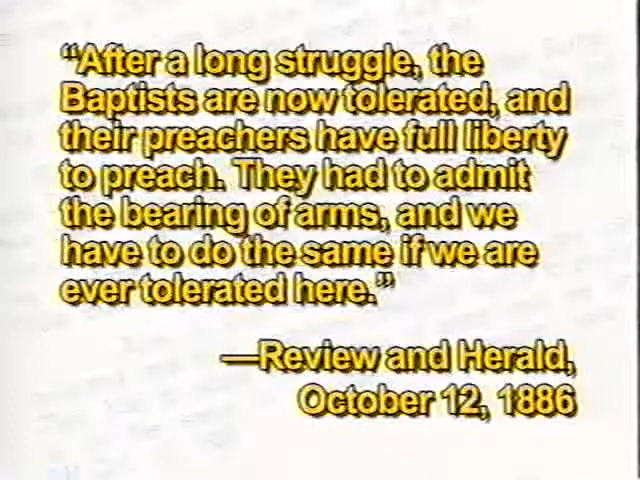 “After a long struggle, the
Baptists are now tolerated, and
their preachers have full liberty
to preach. They had to admit
the bearing of arms, and we
have to do the same if we are
ever tolerated here.”
—Review and Herald,
October 12, 1886